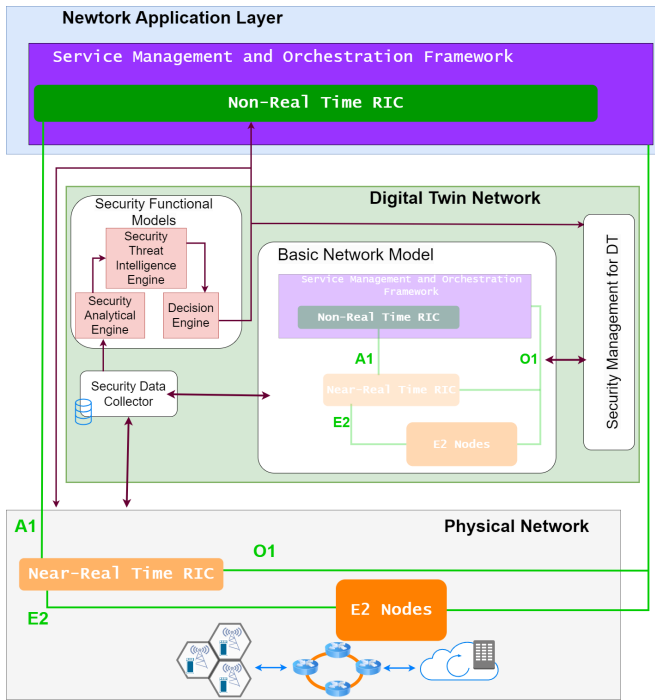 Newtork Application Layer
Service Management and Orchestration Framework
Non-Real Time RIC
Digital Twin Network
Security Functional
Models
Security
Threat
Intelligence
Engine
Security
Analytical
Engine
Decision
Engine
Security Data
Collector
Basic Network Model
Service Management and Orchestration
Framework
Non-Real Time RIC
A1
O1
Near-Real Time RIC
E2
E2 Nodes
Security Management for DT
Physical Network
A1
O1
Near-Real Time RIC
E2
E2 Nodes